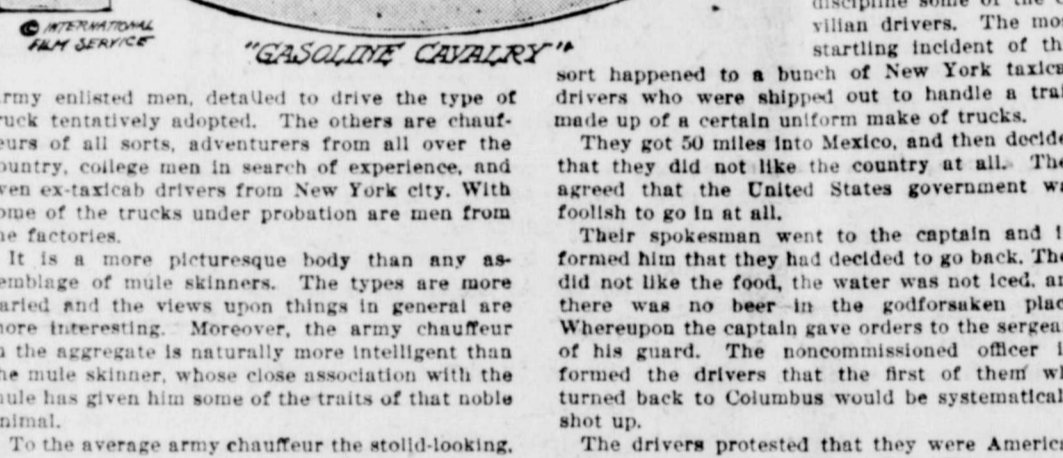 © INTERNATIONAL
FILM SERVICE
"GASOLINE CAVALRY"
rmy enlisted men, detailed to drive the type of
ruck tentatively adopted. The others are chauf-
eurs of all sorts, adventurers from all over the
ountry, college men in search of experience, and
ven ex-taxicab drivers from New York city. With
ome of the trucks under probation are men from
he factories.
It is a more picturesque body than any as-
emblage of mule skinners. The types are more
aried and the views upon things in general are
nore interesting. Moreover, the army chauffeur
n the aggregate is naturally more intelligent than
he mule skinner, whose close association with the
nule has given him some of the traits of that noble
nimal.
To the average army chauffeur the stolid-looking,
discipline some of the c
vilian drivers. The mos
startling incident of th
sort happened to a bunch of New York taxica
drivers who were shipped out to handle a trai
made up of a certain uniform make of trucks.
They got 50 miles into Mexico, and then decide
that they did not like the country at all. The
agreed that the United States government wa
foolish to go in at all.
Their spokesman went to the captain and i
formed him that they had decided to go back. The
did not like the food, the water was not iced, an
there was no beer in the godforsaken plac
Whereupon the captain gave orders to the sergea
of his guard. The noncommissioned officer i
formed the drivers that the first of them wh
turned back to Columbus would be systematical
shot up.
The drivers protested that they were America